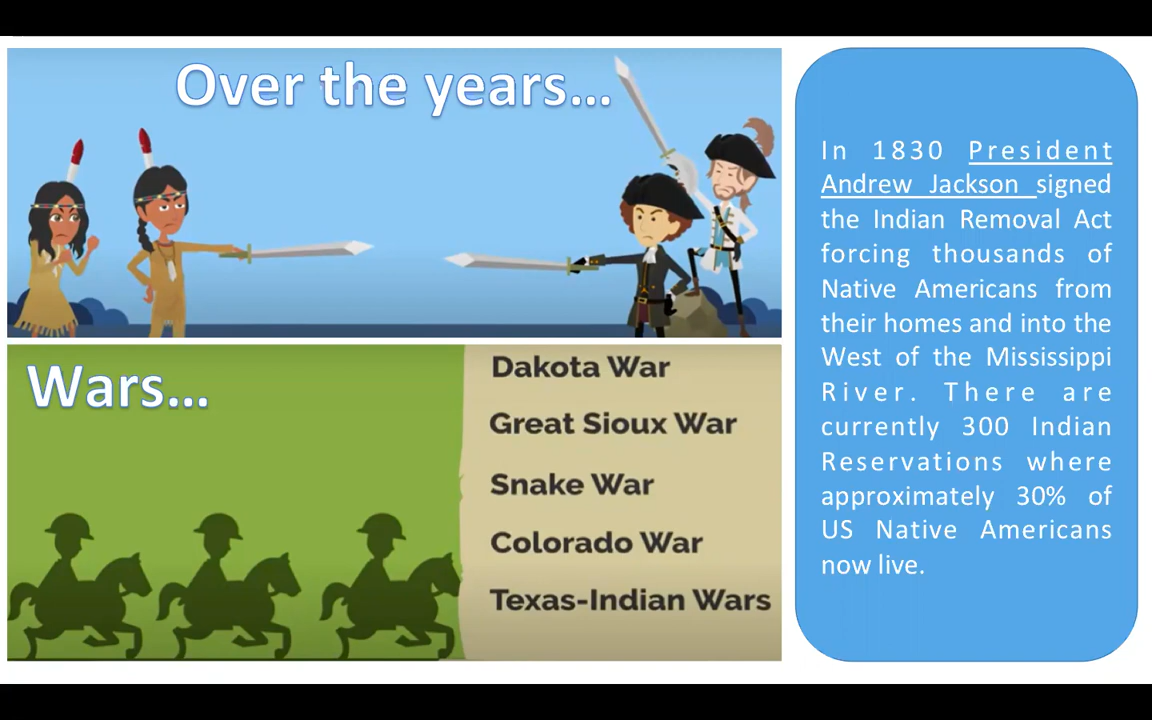 Over the years...
Wars...
Dakota War
Great Sioux War
Snake War
Colorado War
Texas-Indian Wars
In 1830 President
Andrew Jackson signed
the Indian Removal Act
forcing thousands of
Native Americans from
their homes and into the
West of the Mississippi
River. There are
currently 300 Indian
Reservations where
approximately 30% of
US Native Americans
now live.